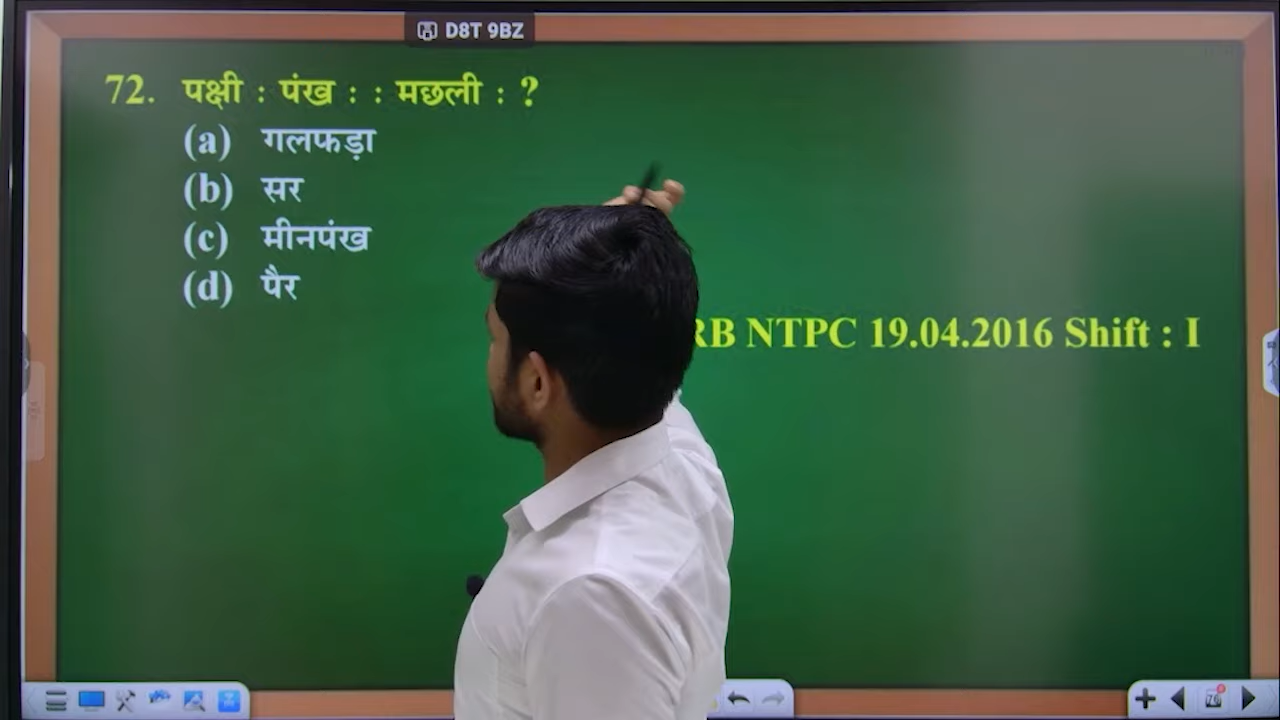 D8T 9BZ
72. पक्षी : पंख : : मछली : ?
(a) गलफड़ा
(b) सर
(c) मीनपंख
(d) पैर
RB NTPC 19.04.2016 Shift : I